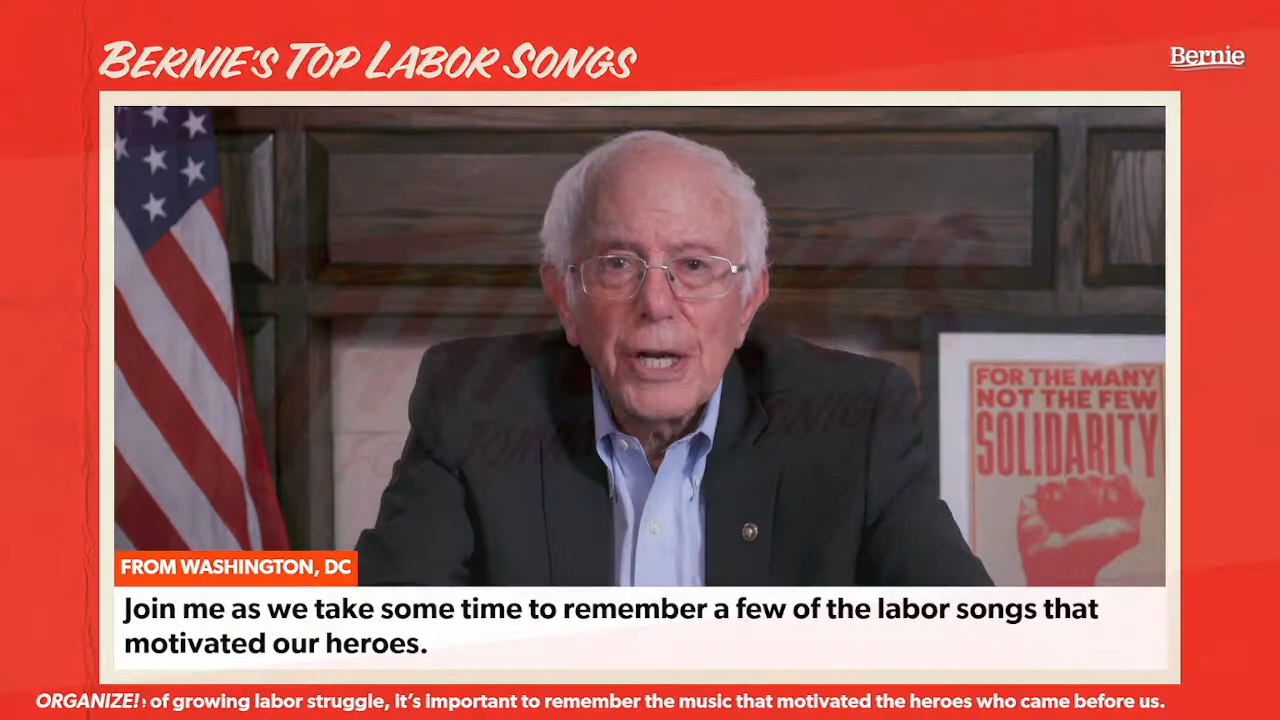 BERNIE'S TOP LABOR SONGS
Bernie
FOR THE MANY
NOT THE FEW
SOLIDARITY
FROM WASHINGTON, DC
Join me as we take some time to remember a few of the labor songs that
motivated our heroes.
ORGANIZE! of growing labor struggle, it's important to remember the music that motivated the heroes who came before us.